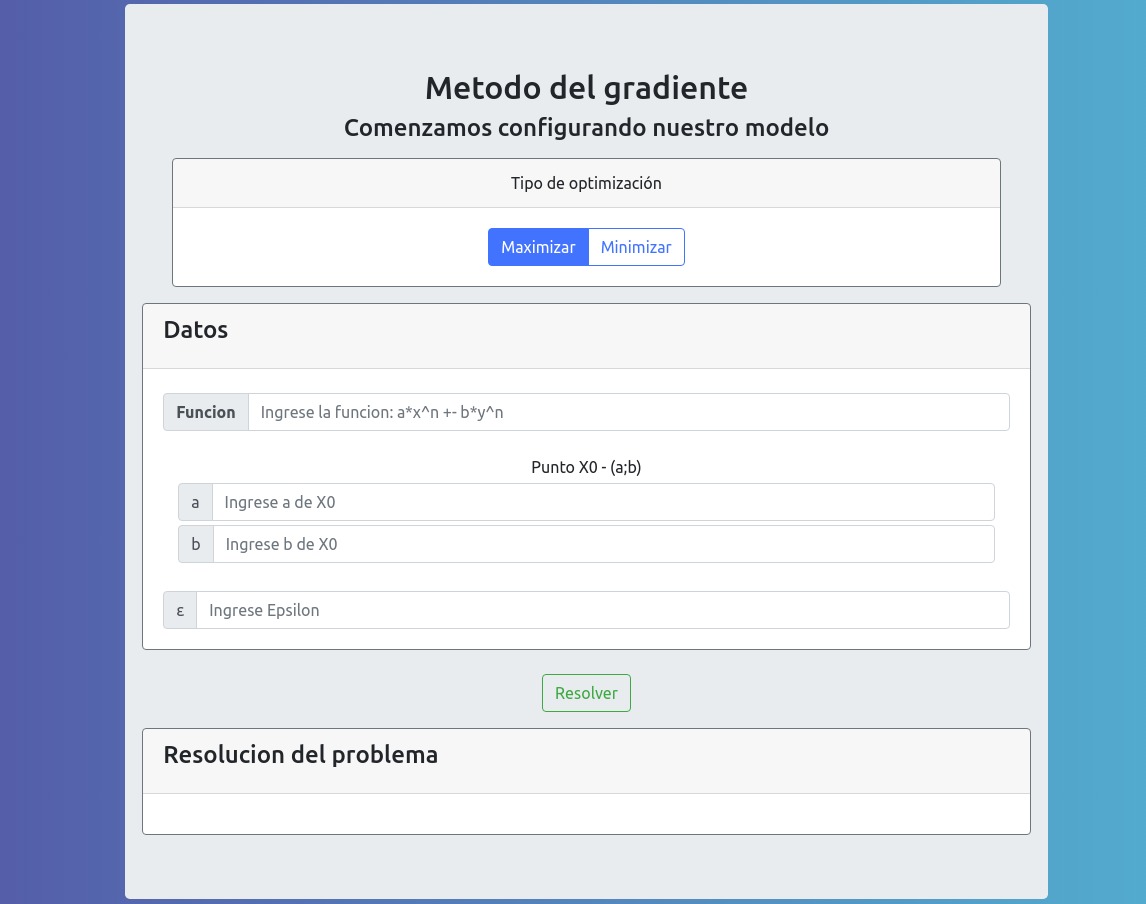 Metodo del gradiente
Comenzamos configurando nuestro modelo
Tipo de optimización
Maximizar Minimizar
Datos
Funcion Ingrese la funcion: a*x^n +- b*y^n
Punto X0 - (a;b)
a Ingrese a de X0
b Ingrese b de X0
ε Ingrese Epsilon
Resolver
Resolucion del problema